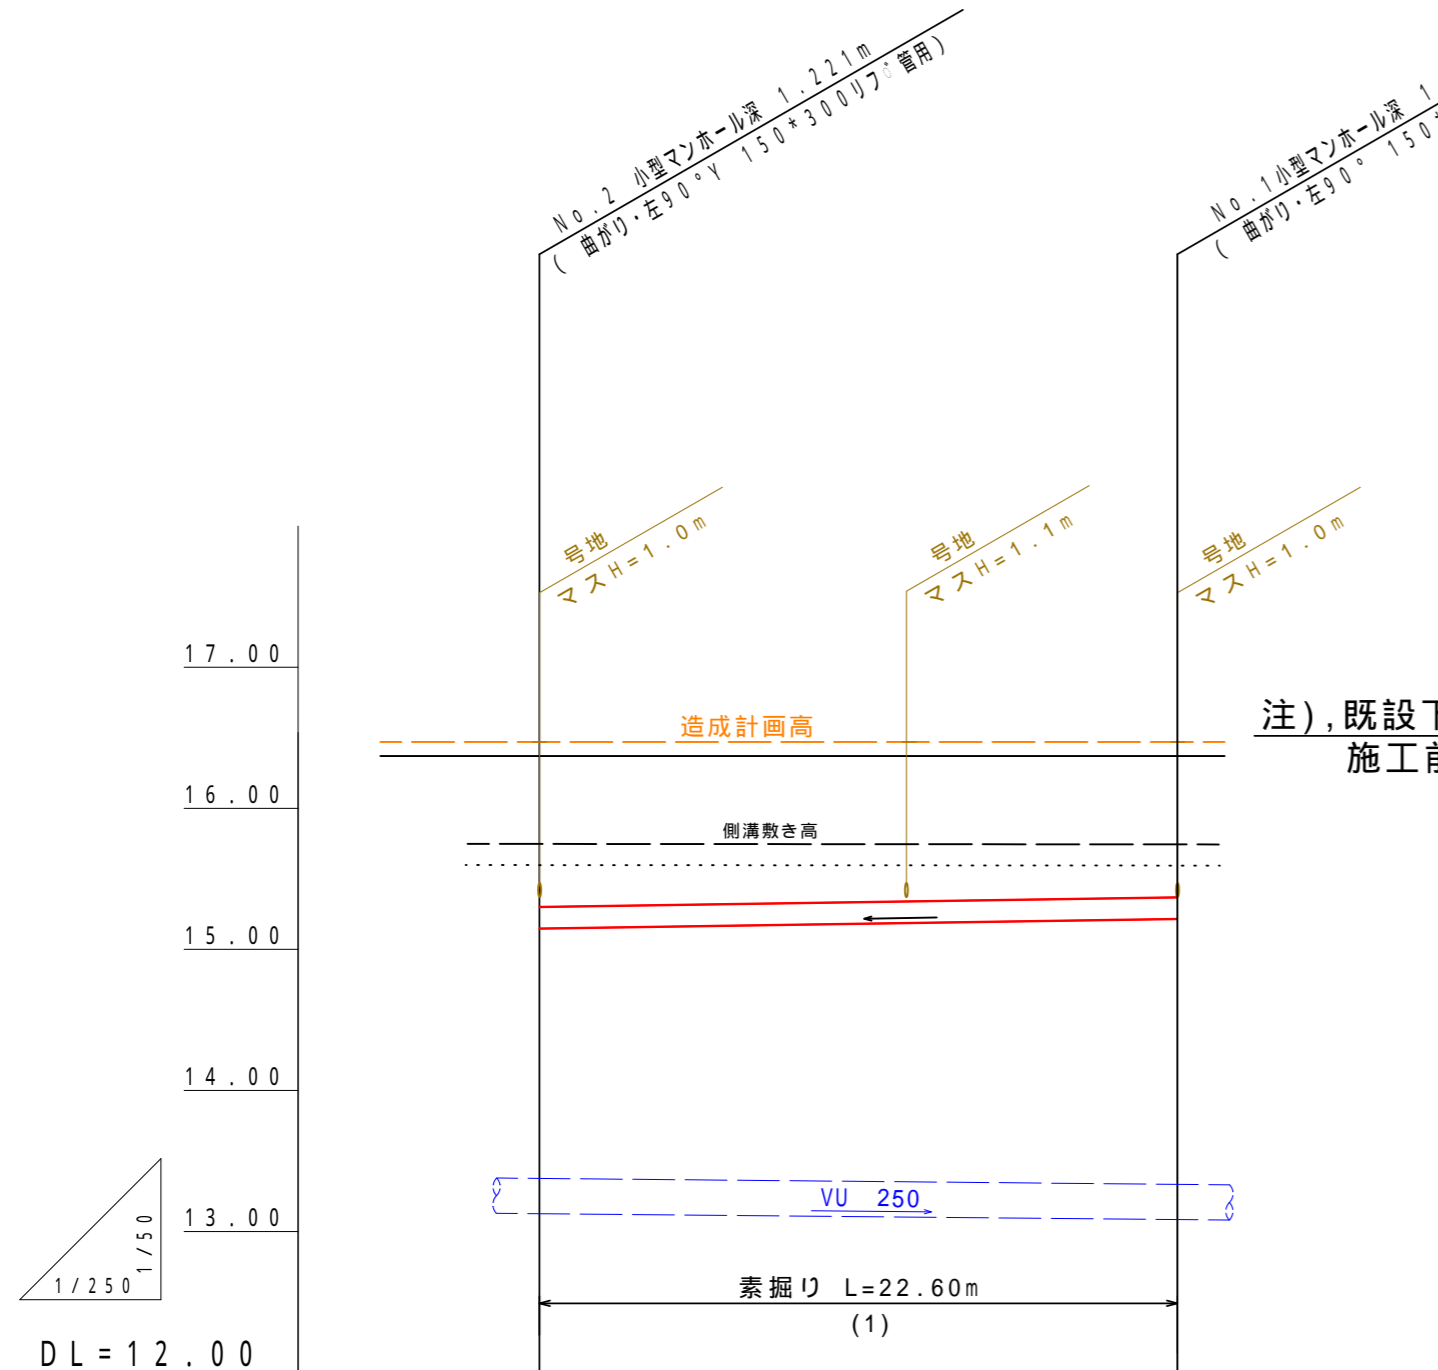 No.2 小型マンホール深 1.221m
( 曲がり・左90°Y 150*300リブ管用)
No.1小型マンホール深 1
( 曲がり・左90° 150*
号地
マスH=1.0m
号地
マスH=1.1m
号地
マスH=1.0m
17.00
造成計画高
注),既設下
施工前
16.00
側溝敷き高
15.00
14.00
VU 250
13.00
1/50
1/250
素掘り L=22.60m
(1)
DL=12.00